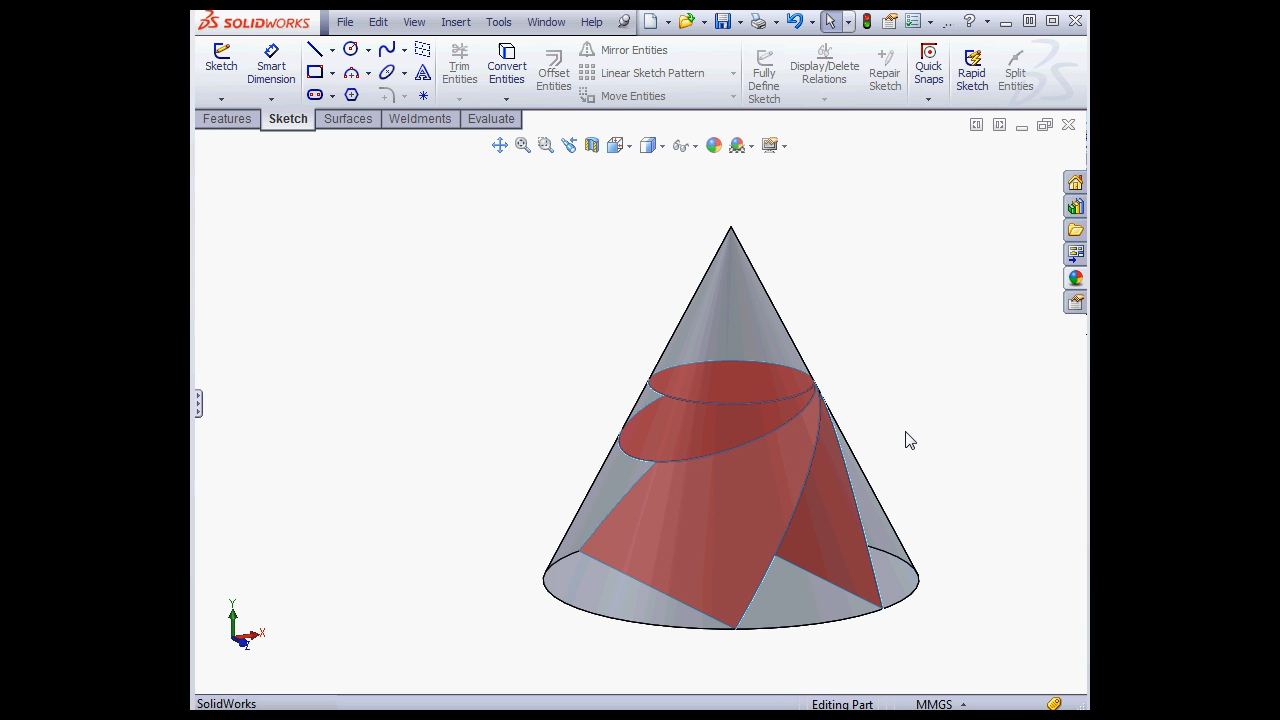 SOLIDWORKS File Edit View Insert Tools Window Help
Sketch Smart Dimension Trim Entities Convert Entities Offset Entities Mirror Entities Linear Sketch Pattern Move Entities Fully Define Sketch Display/Delete Relations Repair Sketch Quick Snaps Rapid Sketch Split Entities
Features Sketch Surfaces Weldments Evaluate
Y
X
Z
SolidWorks Editing Part MMGS